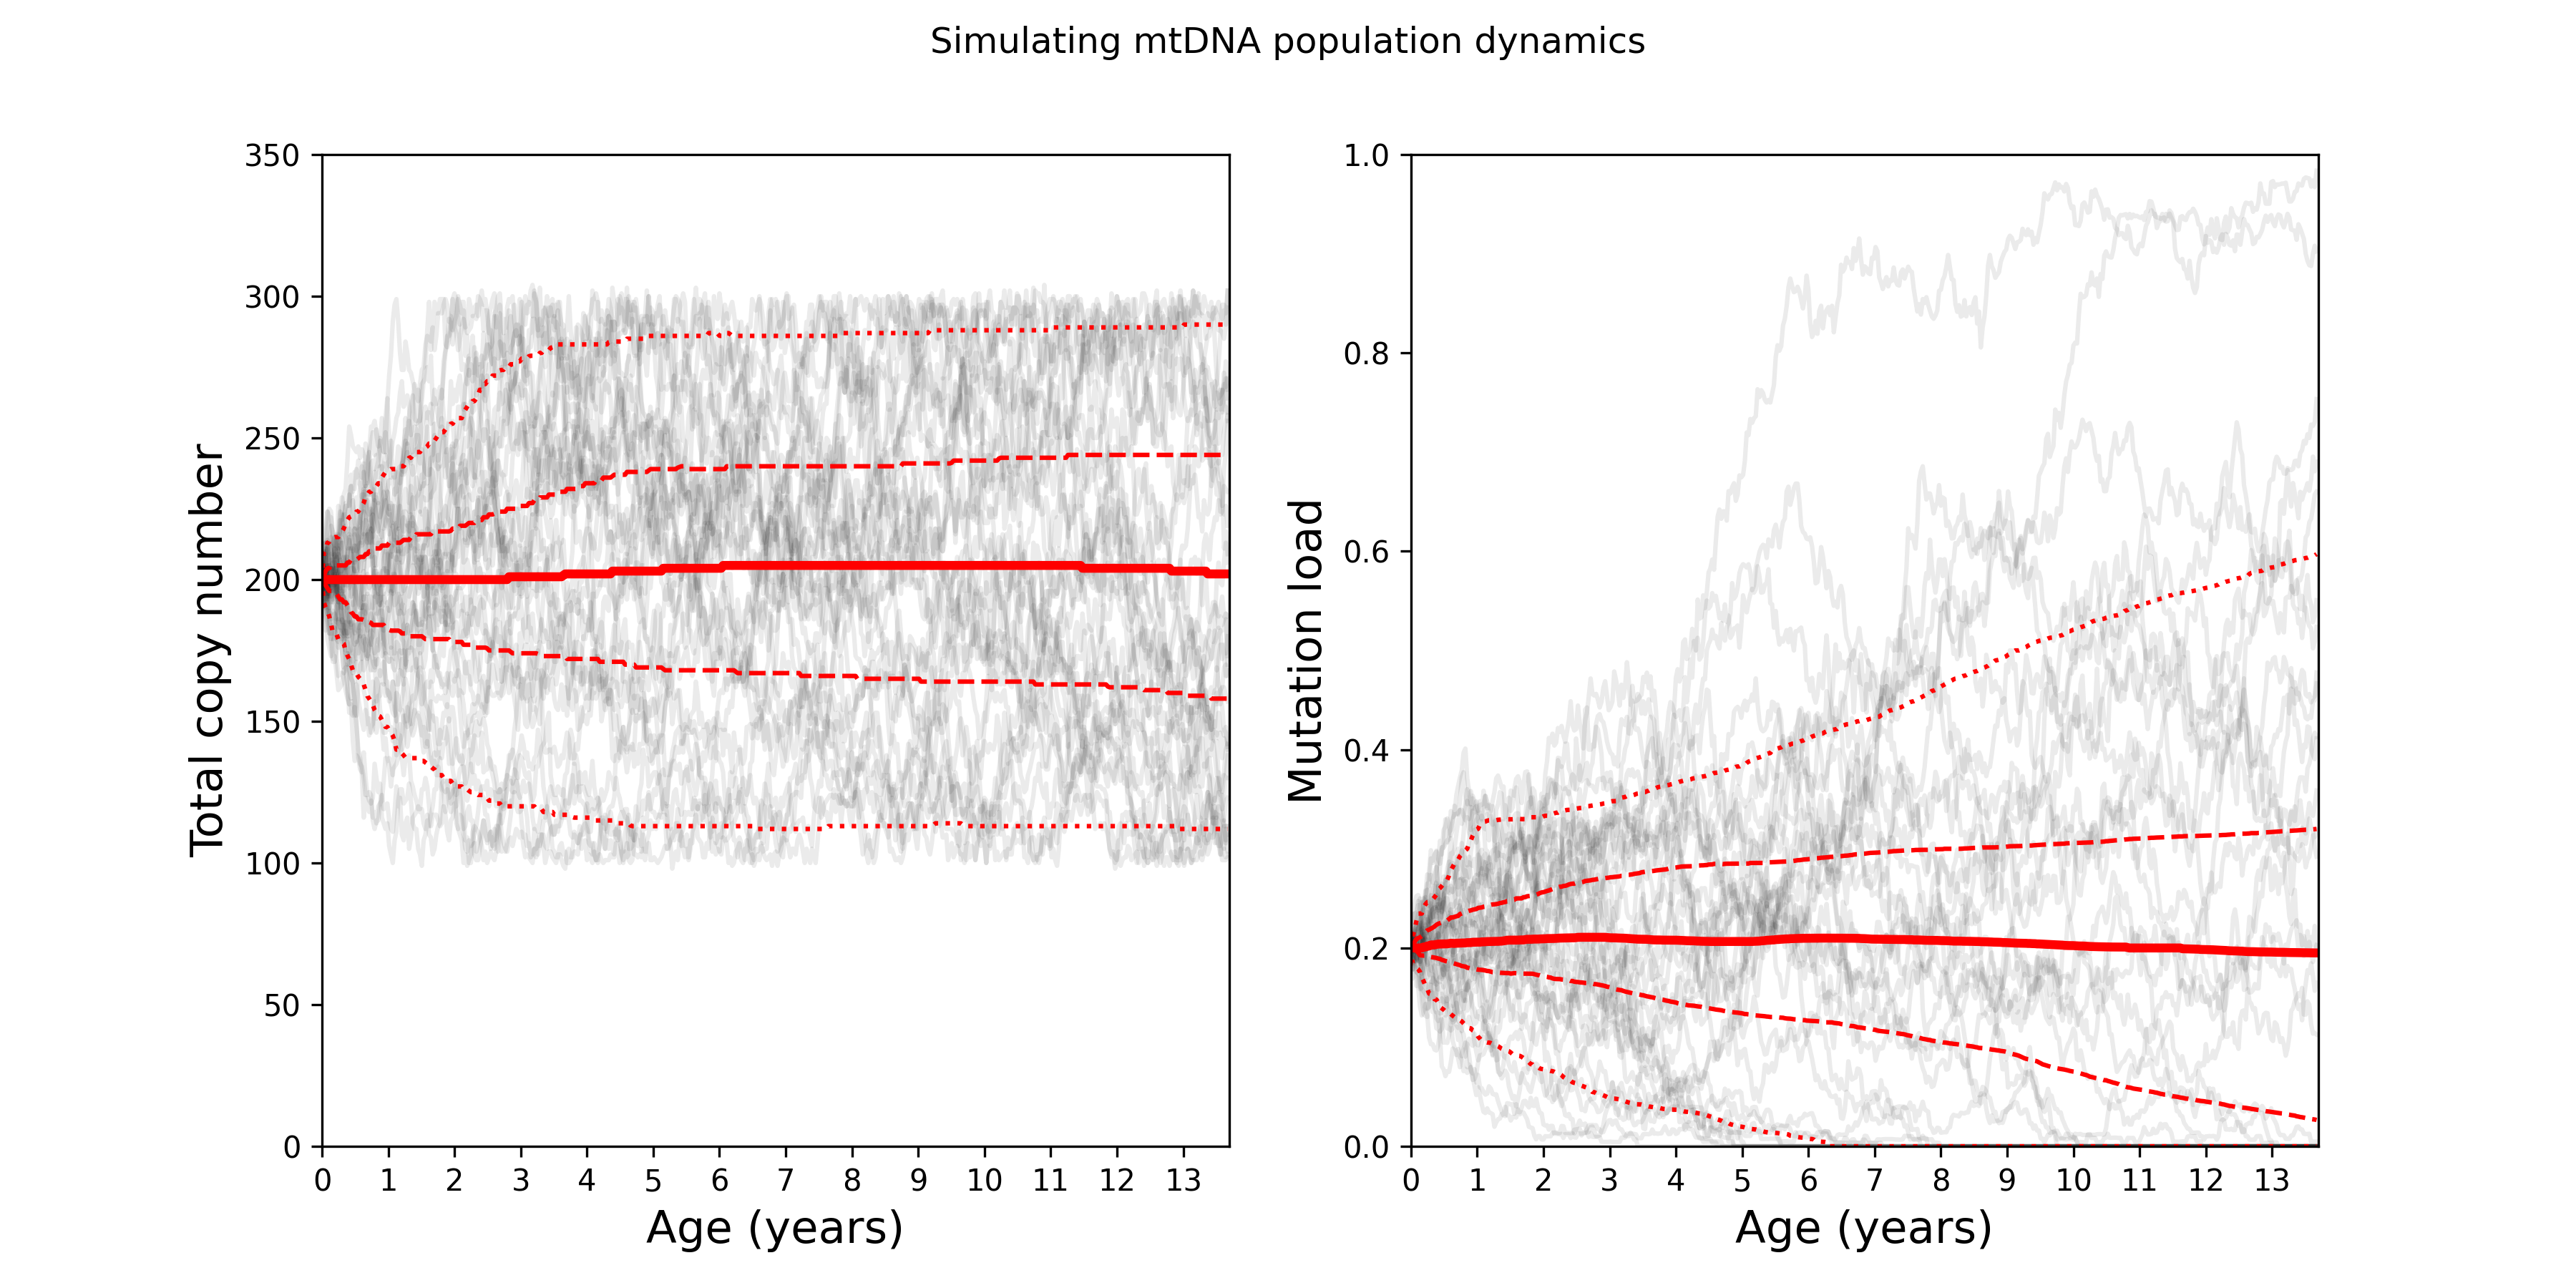 Simulating mtDNA population dynamics
Total copy number
350
300
250
200
150
100
50
0
0 1 2 3 4 5 6 7 8 9 10 11 12 13
Age (years)
Mutation load
1.0
0.8
0.6
0.4
0.2
0.0
0 1 2 3 4 5 6 7 8 9 10 11 12 13
Age (years)